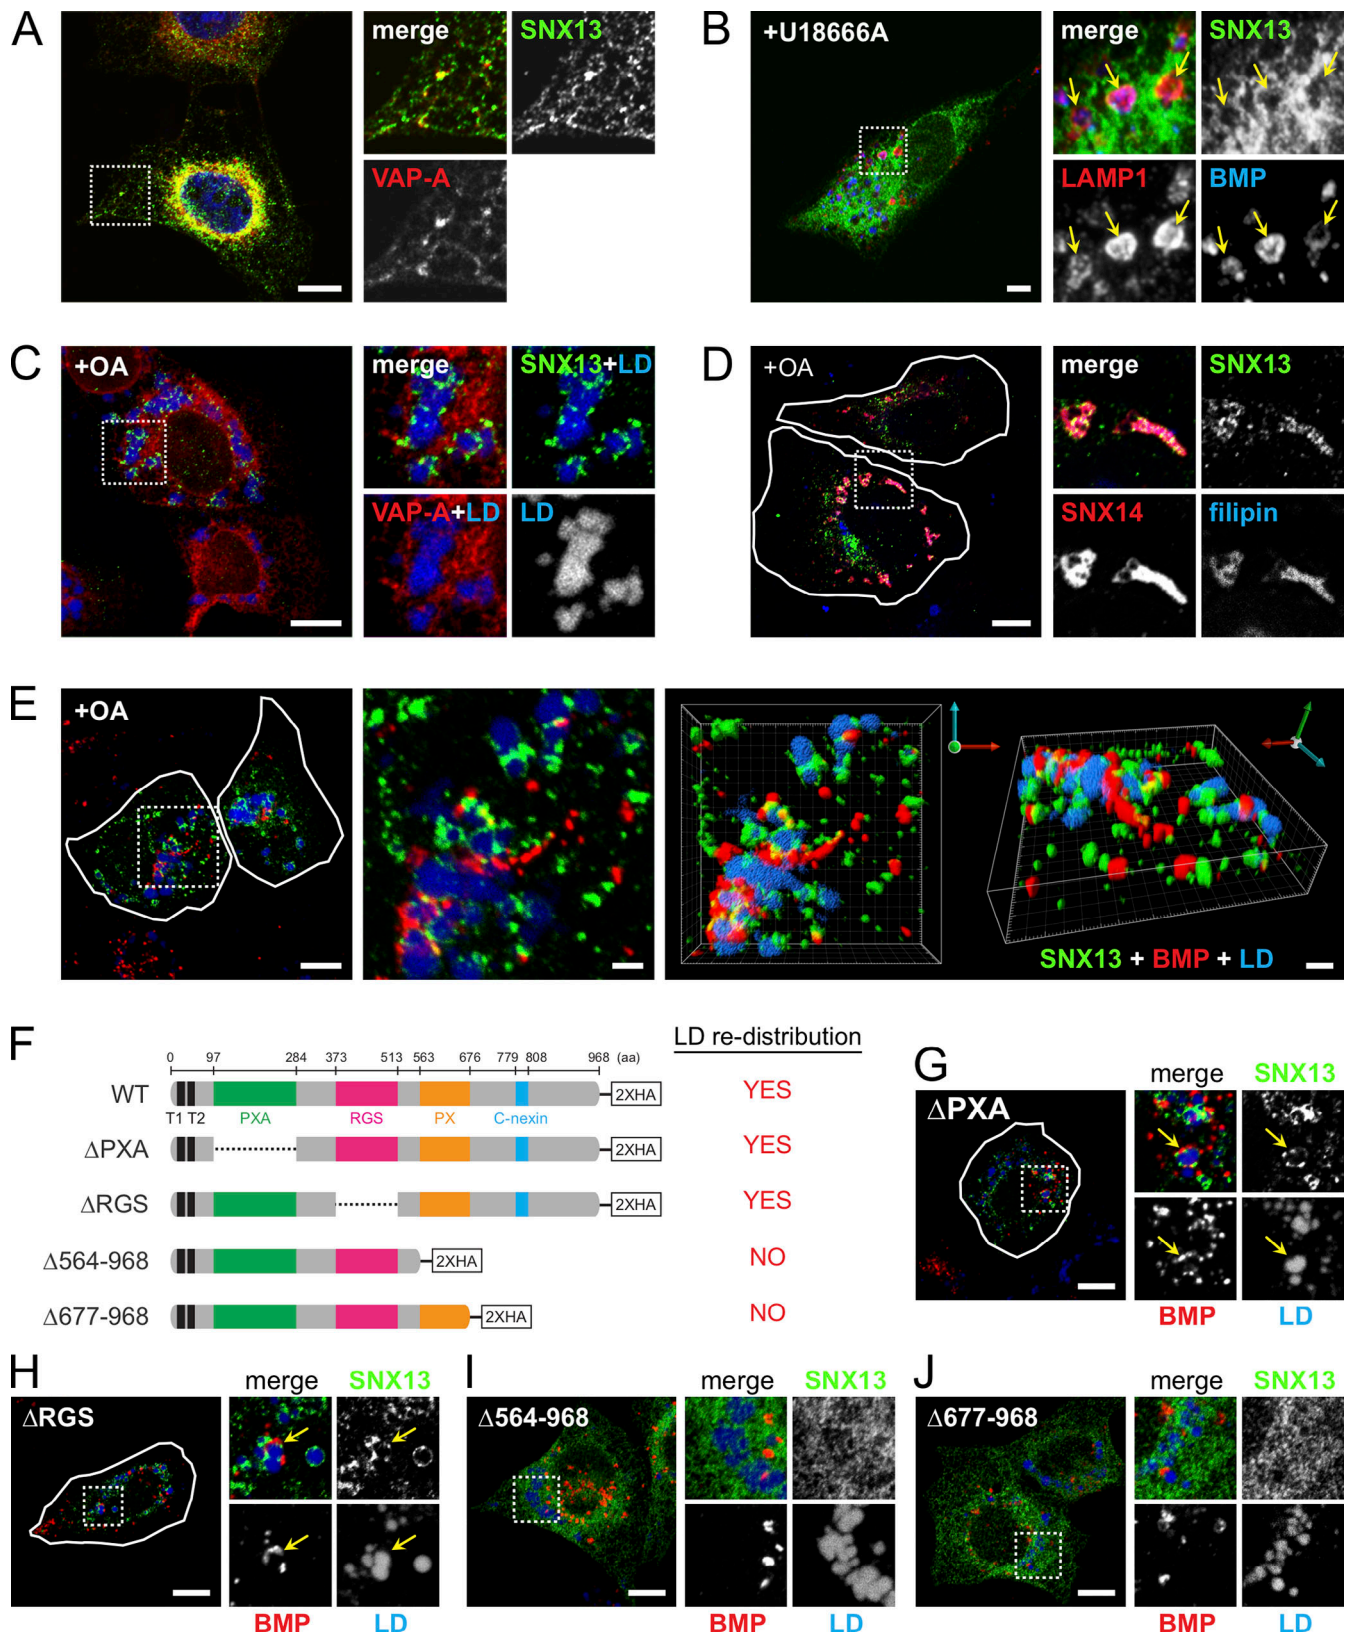 A
merge
SNX13
VAP-A
B
+U18666A
merge
SNX13
LAMP1
BMP
C
+OA
merge
SNX13+LD
VAP-A+LD
LD
D
+OA
merge
SNX13
SNX14
filipin
E
+OA
SNX13 + BMP + LD
F
LD re-distribution
0 97 284 373 513 563 676 779 808 968 (aa)
WT
2XHA
YES
T1 T2 PXA RGS PX C-nexin
ΔPXA
2XHA
YES
ΔRGS
2XHA
YES
Δ564-968
2XHA
NO
Δ677-968
2XHA
NO
G
ΔPXA
merge
SNX13
BMP
LD
H
ΔRGS
merge
SNX13
BMP
LD
I
Δ564-968
merge
SNX13
BMP
LD
J
Δ677-968
merge
SNX13
BMP
LD